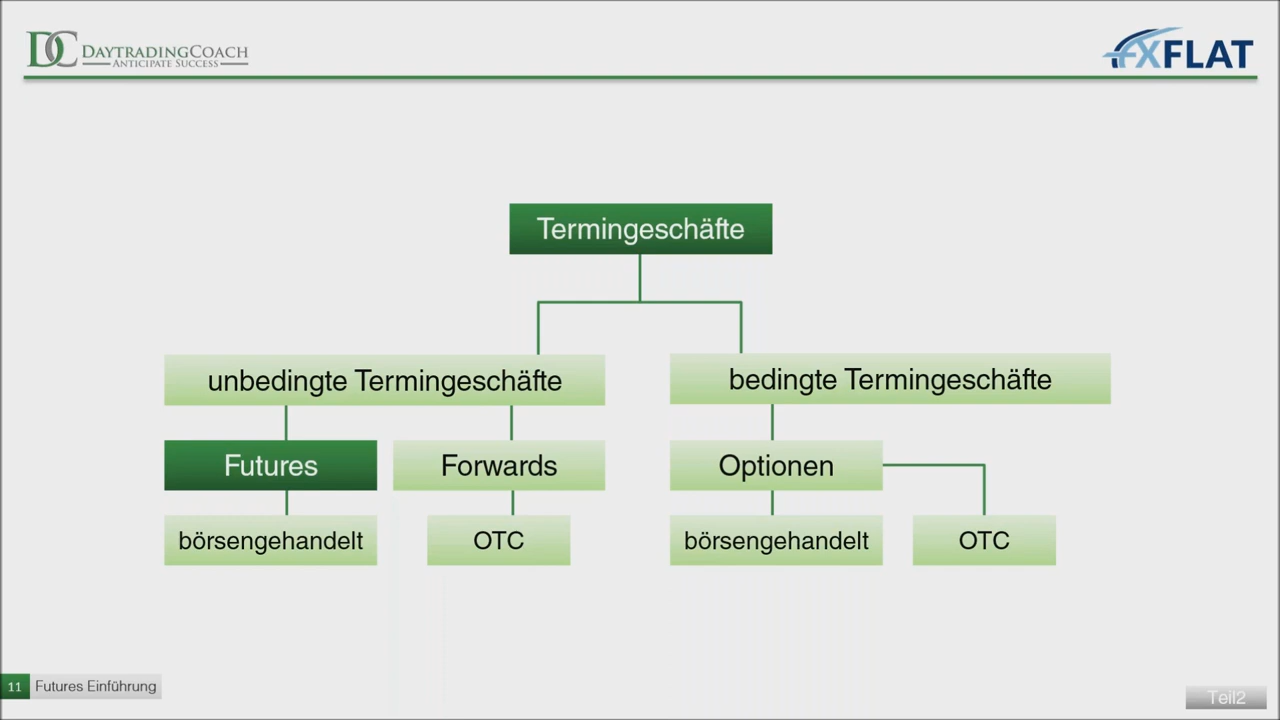 DC DAYTRADINGCOACH
ANTICIPATE SUCCESS
FXFLAT
Termingeschäfte
unbedingte Termingeschäfte
bedingte Termingeschäfte
Futures
Forwards
Optionen
börsengehandelt
OTC
börsengehandelt
OTC
11 Futures Einführung
Teil2